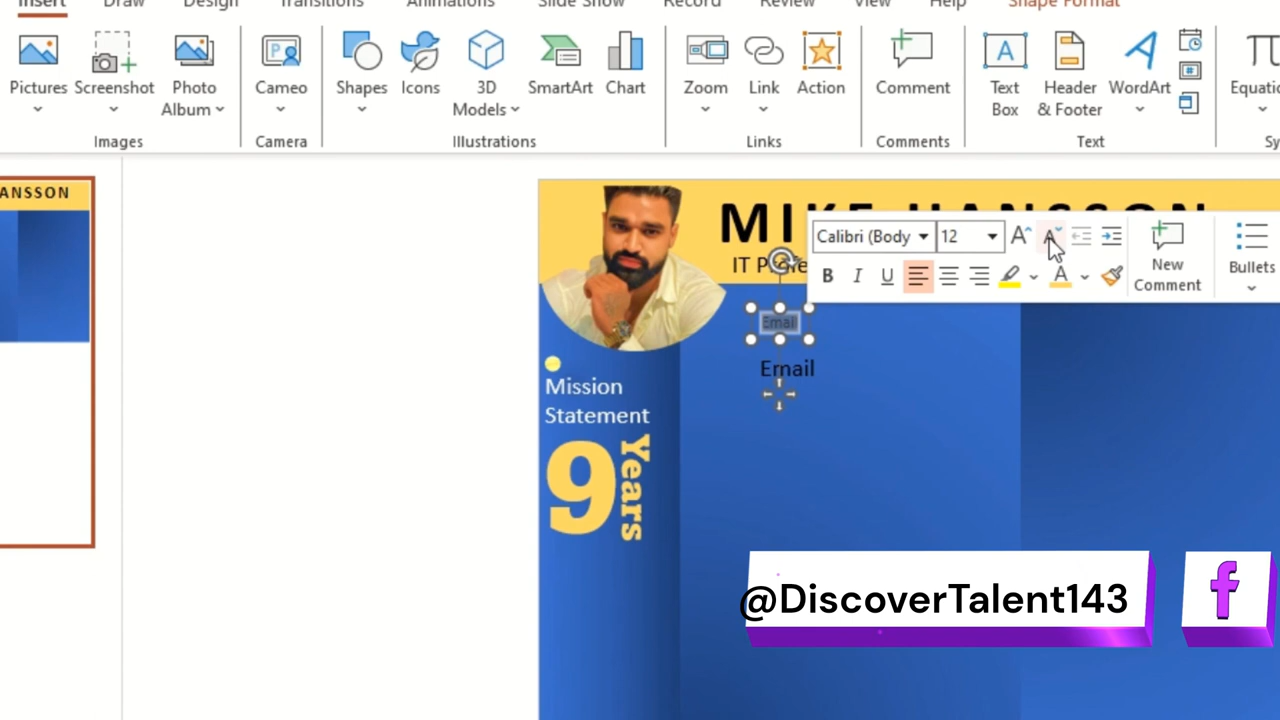 Insert Draw Design Transitions Animations Slide Show Record Review View Help Shape Format
Pictures Screenshot Photo Album Cameo Shapes Icons 3D Models SmartArt Chart Zoom Link Action Comment Text Box Header & Footer WordArt
Images Camera Illustrations Links Comments Text
ANSSON
MIKE HANSSON
Calibri (Body 12
New Comment
Bullets
B I U A
IT
Email
Email
Mission
Statement
9 Years
@DiscoverTalent143
f